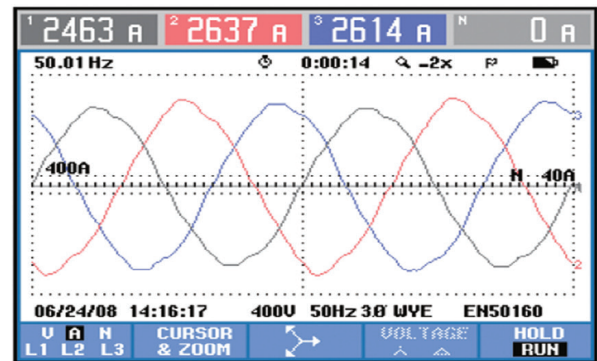 1 2463 A 2 2637 A 3 2614 A N 0 A
50.01 Hz 0:00:14 -2x
3
400A N 40A
2
06/24/08 14:16:17 400V 50Hz 3.0 WYE EN50160
V A N CURSOR VOLTAGE HOLD
L1 L2 L3 & ZOOM RUN